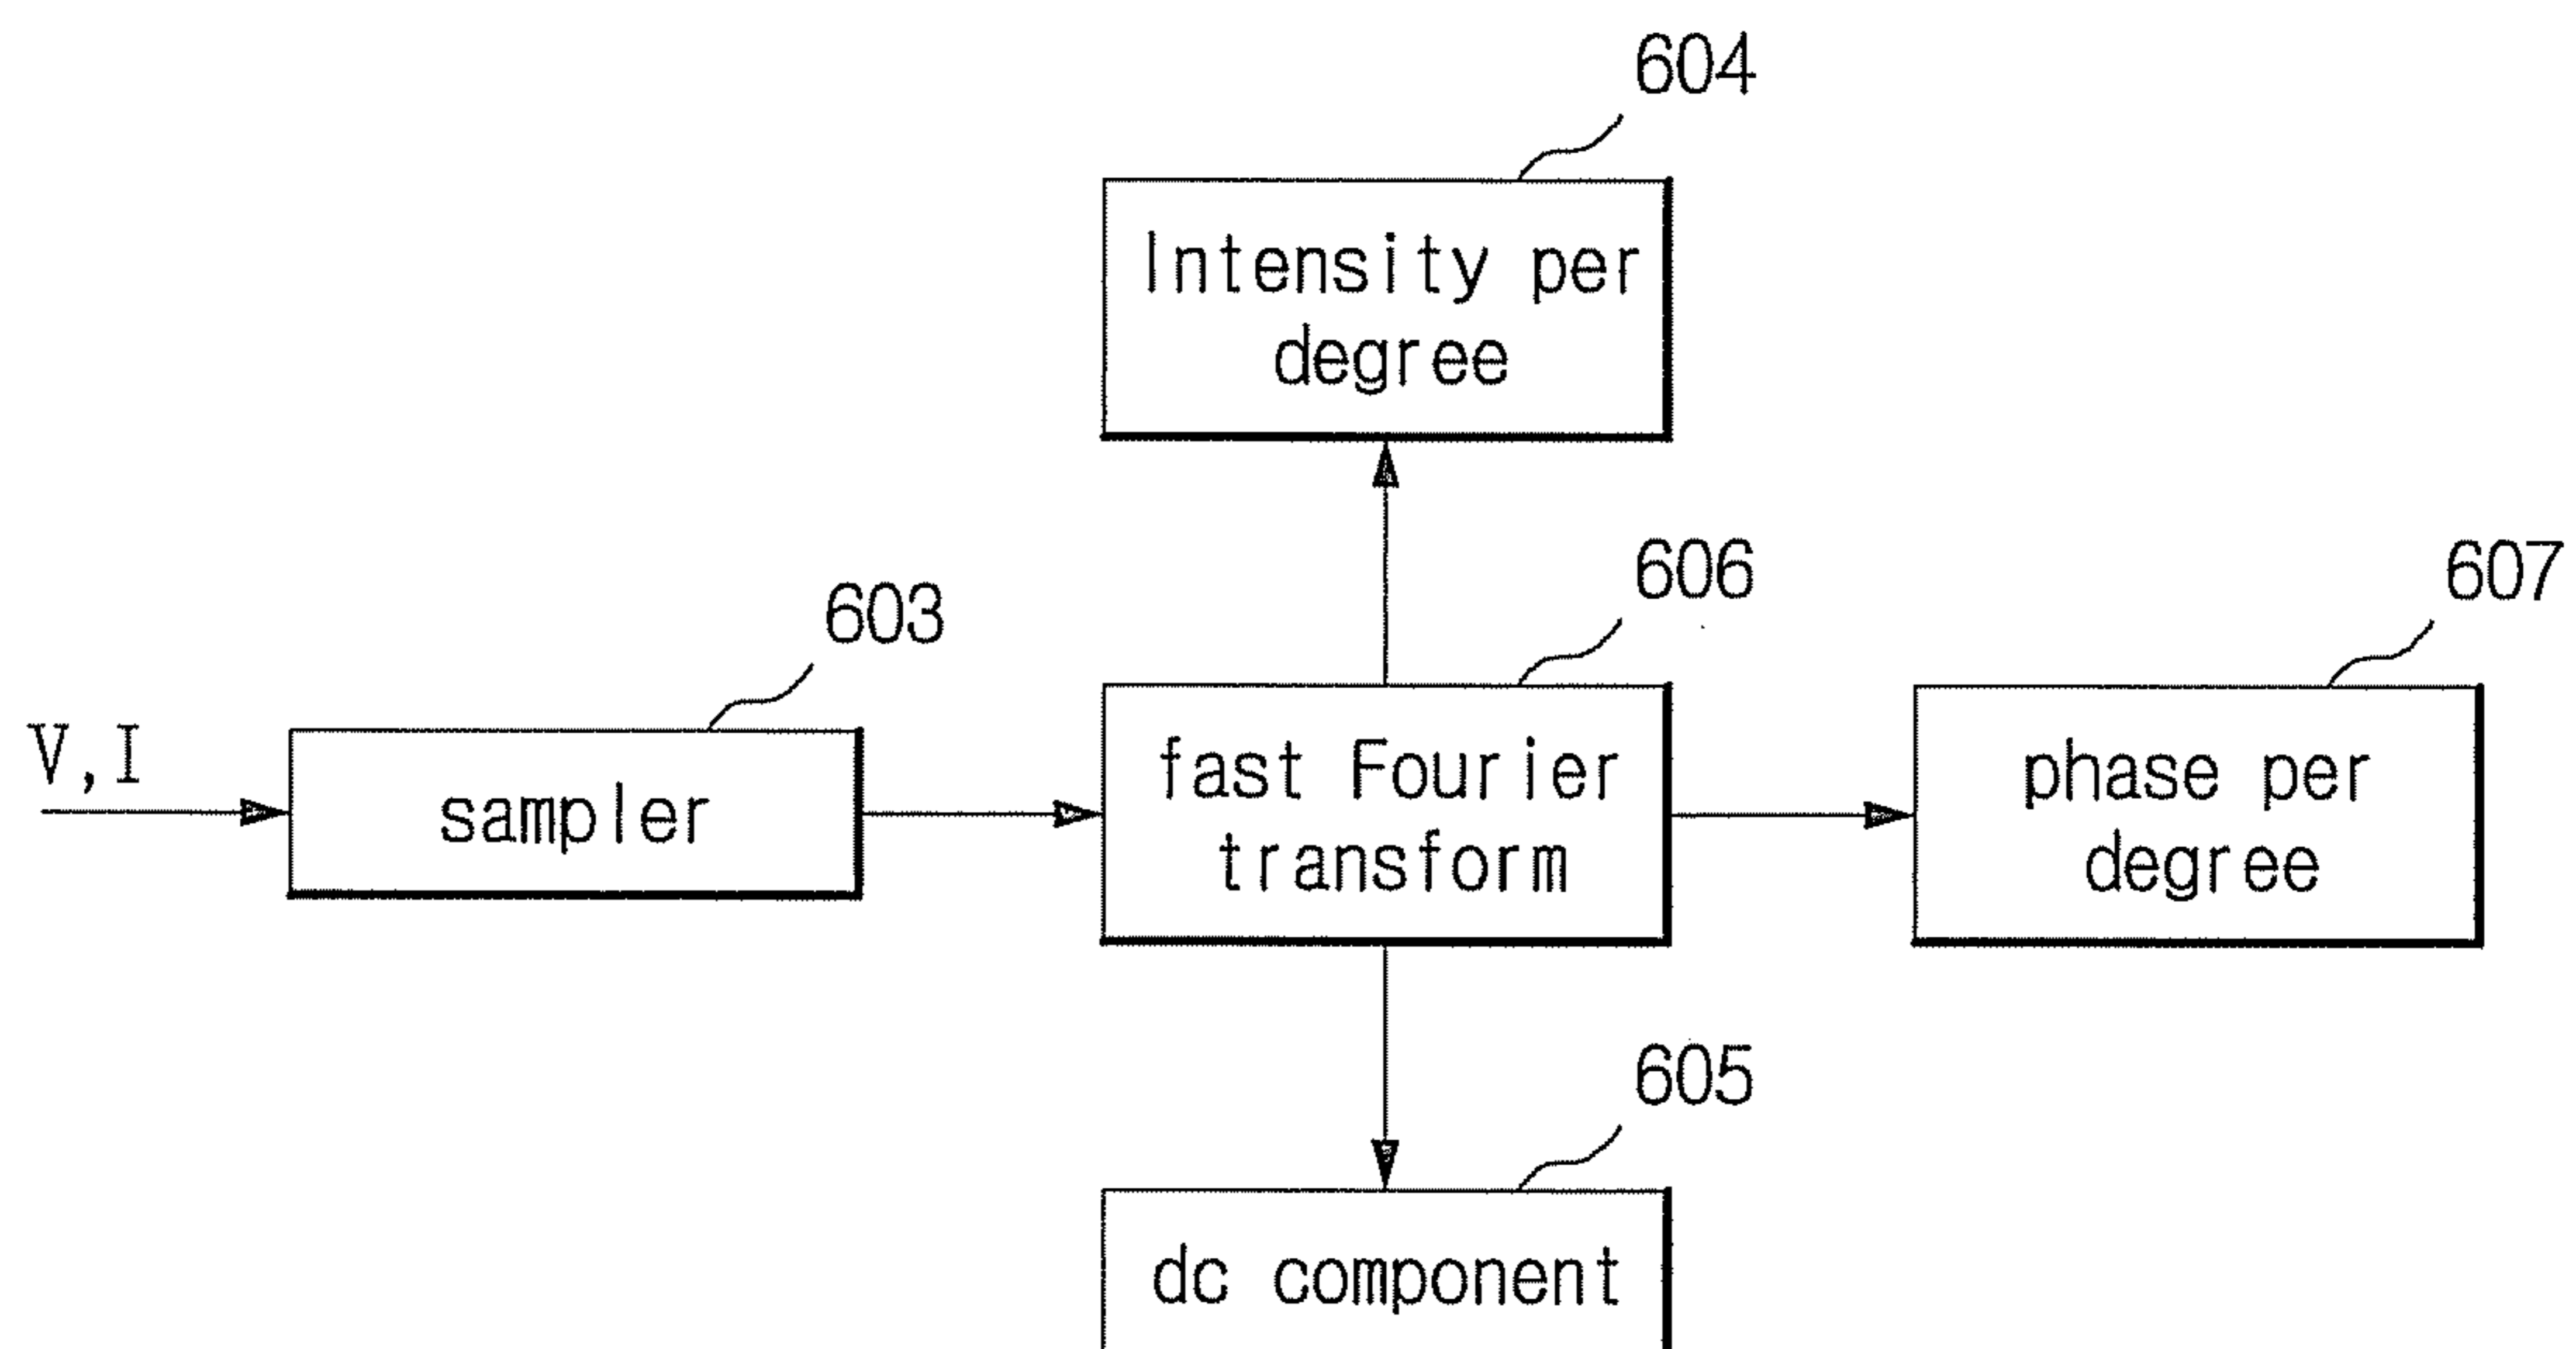 604
Intensity per
degree
606
607
603
V,I
sampler
fast Fourier
transform
phase per
degree
605
dc component